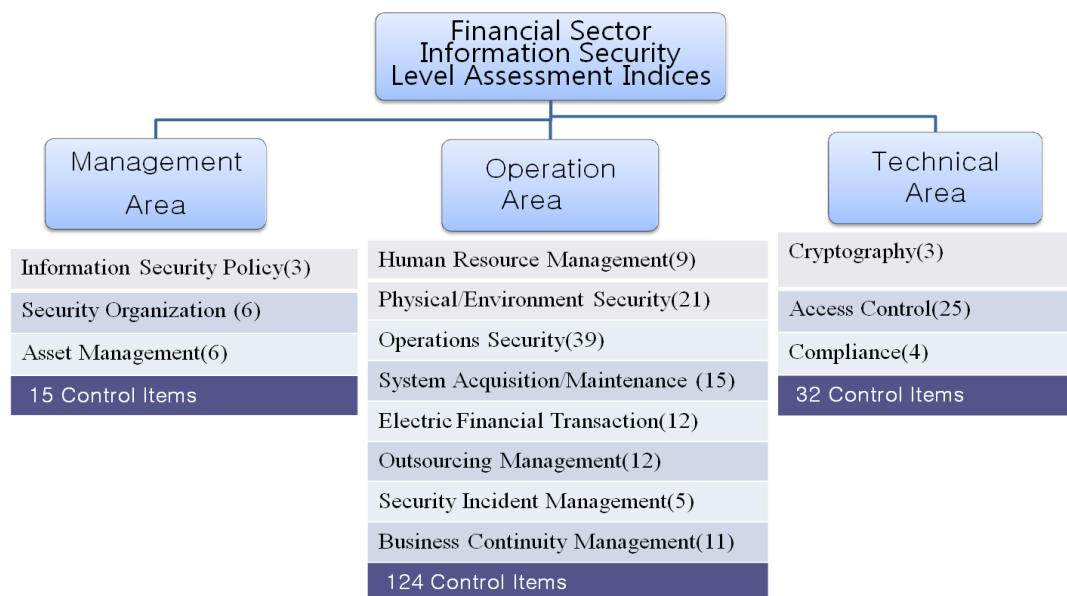 Financial Sector
Information Security
Level Assessment Indices
Management
Area
Information Security Policy(3)
Security Organization (6)
Asset Management(6)
15 Control Items
Operation
Area
Human Resource Management(9)
Physical/Environment Security(21)
Operations Security(39)
System Acquisition/Maintenance (15)
Electric Financial Transaction(12)
Outsourcing Management(12)
Security Incident Management(5)
Business Continuity Management(11)
124 Control Items
Technical
Area
Cryptography(3)
Access Control(25)
Compliance(4)
32 Control Items